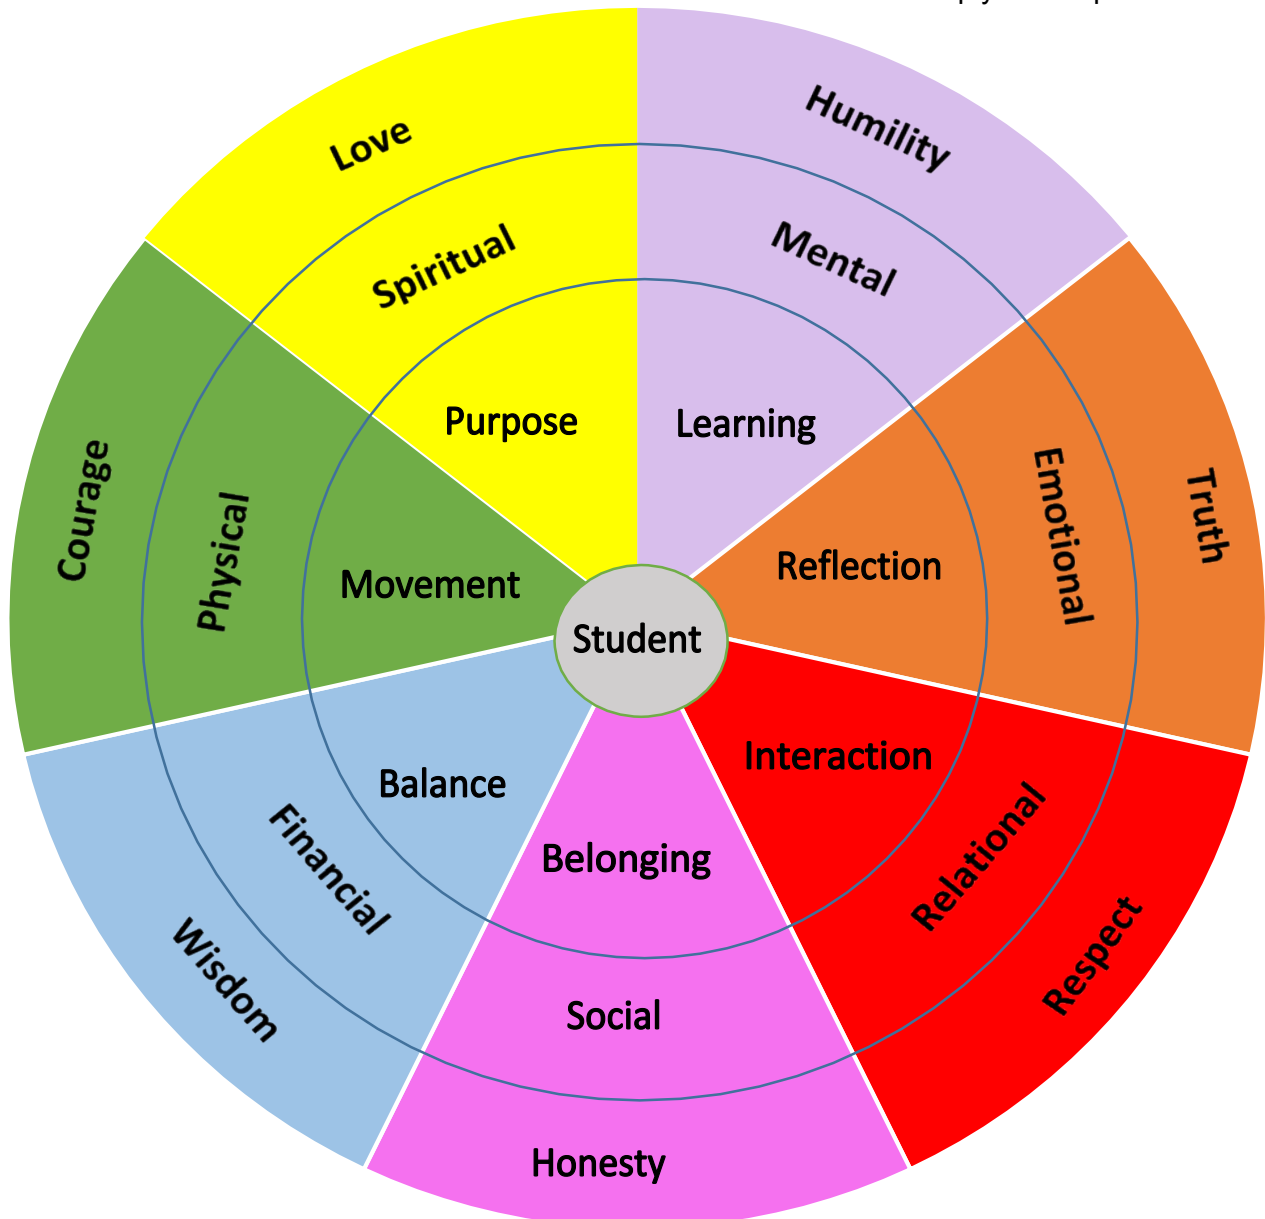 Love
Humility
Spiritual
Mental
Purpose
Learning
Courage
Physical
Movement
Reflection
Emotional
Truth
Student
Balance
Interaction
Financial
Belonging
Relational
Wisdom
Social
Respect
Honesty